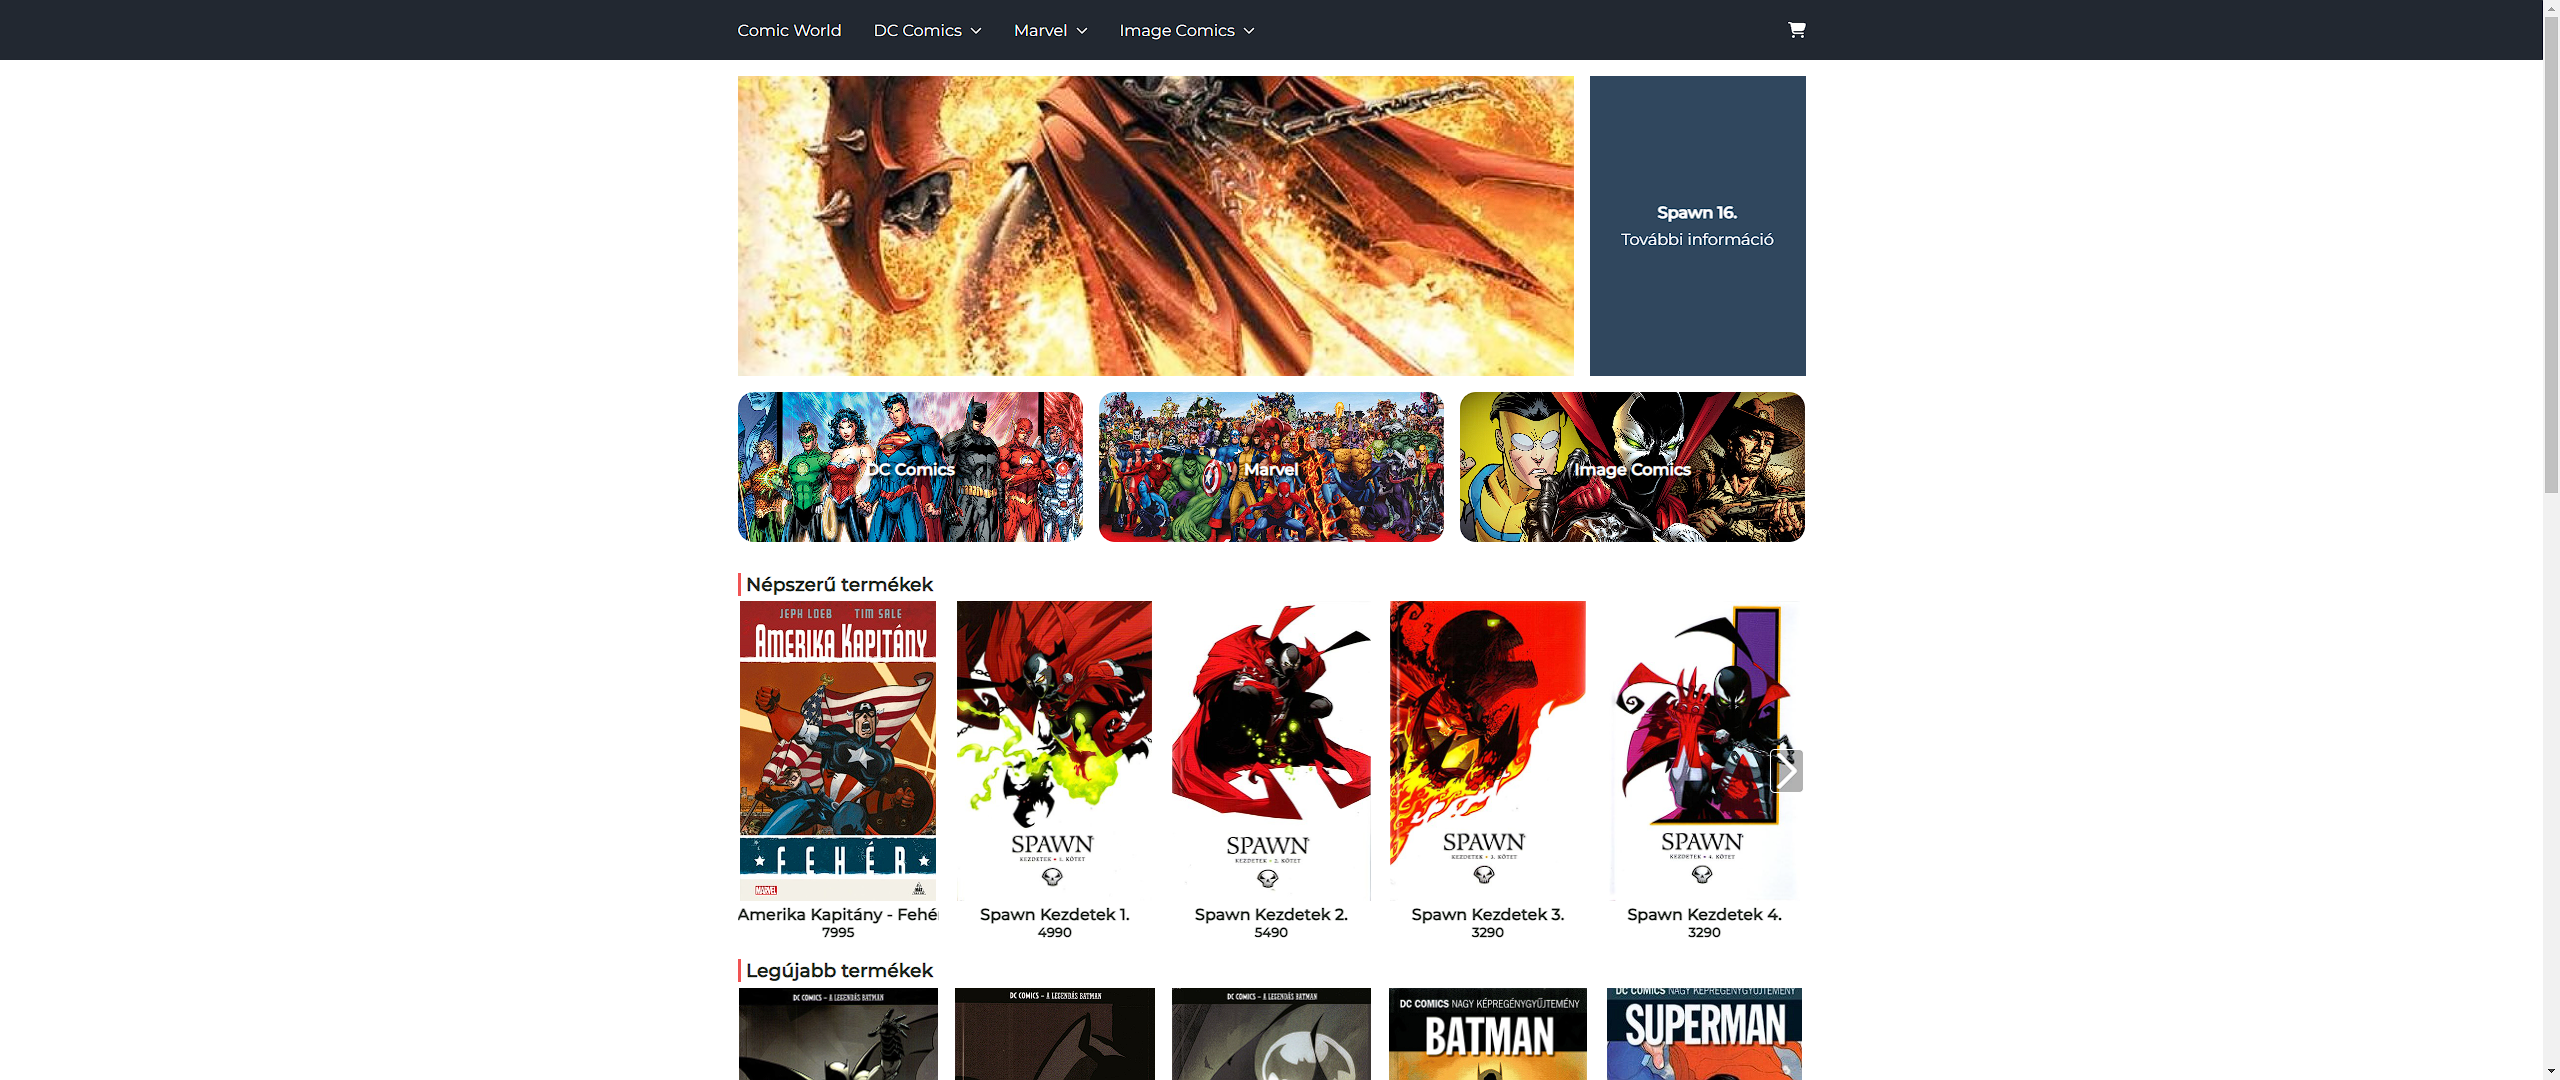 Comic World DC Comics Marvel Image Comics
Spawn 16.
További információ
DC Comics Marvel Image Comics
Népszerű termékek
JEPH LOEB TIM SALE
AMERIKA KAPITÁNY
FEHÉR
MARVEL
SPAWN
KEZDETEK • 1. KÖTET
SPAWN
KEZDETEK • 2. KÖTET
SPAWN
KEZDETEK • 3. KÖTET
SPAWN
KEZDETEK • 4. KÖTET
Amerika Kapitány - Fehér
7995
Spawn Kezdetek 1.
4990
Spawn Kezdetek 2.
5490
Spawn Kezdetek 3.
3290
Spawn Kezdetek 4.
3290
Legújabb termékek
DC COMICS – A LEGENDÁS BATMAN
DC COMICS – A LEGENDÁS BATMAN
DC COMICS – A LEGENDÁS BATMAN
DC COMICS NAGY KÉPREGÉNYGYŰJTEMÉNY
BATMAN
DC COMICS NAGY KÉPREGÉNYGYŰJTEMÉNY
SUPERMAN